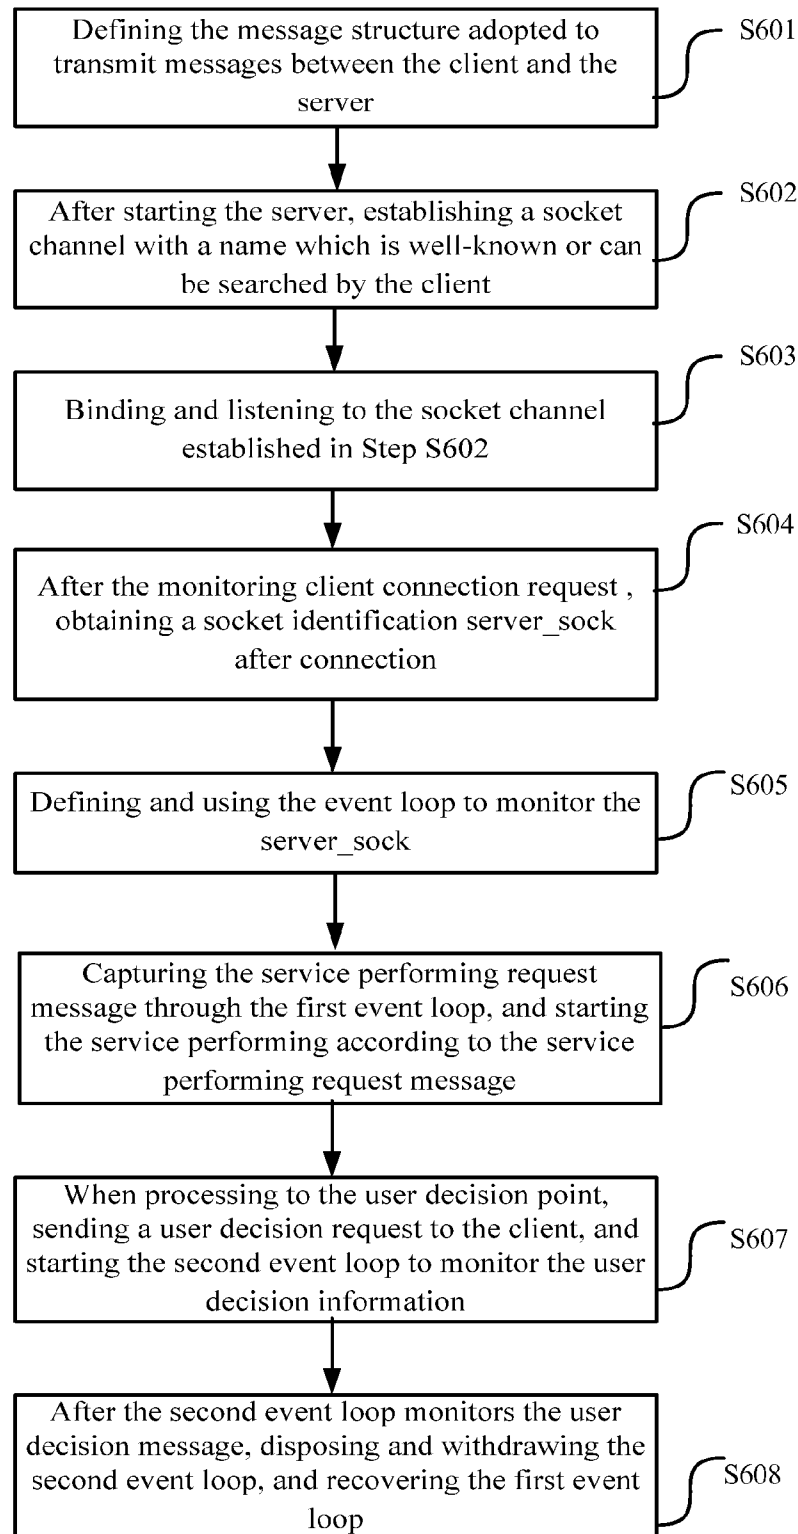 Defining the message structure adopted to
transmit messages between the client and the
server
S601
After starting the server, establishing a socket
channel with a name which is well-known or can
be searched by the client
S602
Binding and listening to the socket channel
established in Step S602
S603
After the monitoring client connection request ,
obtaining a socket identification server_sock
after connection
S604
Defining and using the event loop to monitor the
server_sock
S605
Capturing the service performing request
message through the first event loop, and starting
the service performing according to the service
performing request message
S606
When processing to the user decision point,
sending a user decision request to the client, and
starting the second event loop to monitor the user
decision information
S607
After the second event loop monitors the user
decision message, disposing and withdrawing the
second event loop, and recovering the first event
loop
S608